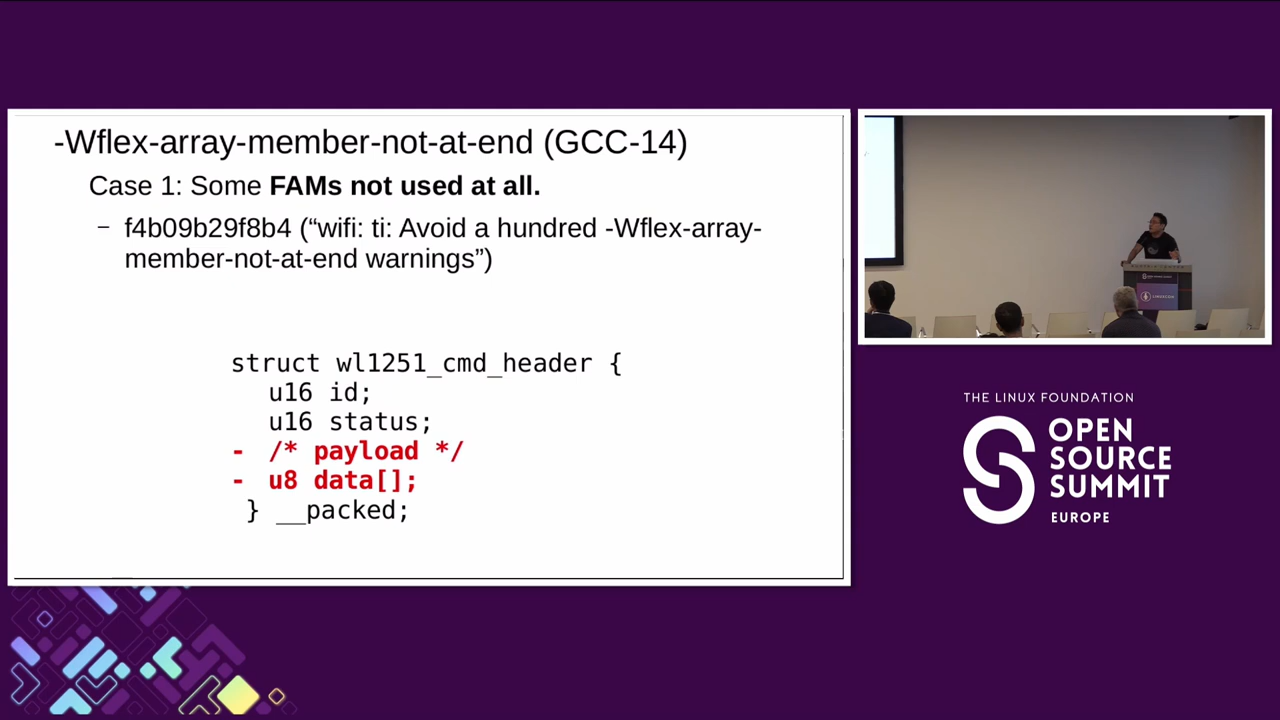 -Wflex-array-member-not-at-end (GCC-14)
Case 1: Some FAMs not used at all.
– f4b09b29f8b4 (“wifi: ti: Avoid a hundred -Wflex-array-
member-not-at-end warnings”)
struct wl1251_cmd_header {
u16 id;
u16 status;
- /* payload */
- u8 data[];
} __packed;
THE LINUX FOUNDATION
OPEN
SOURCE
SUMMIT
EUROPE